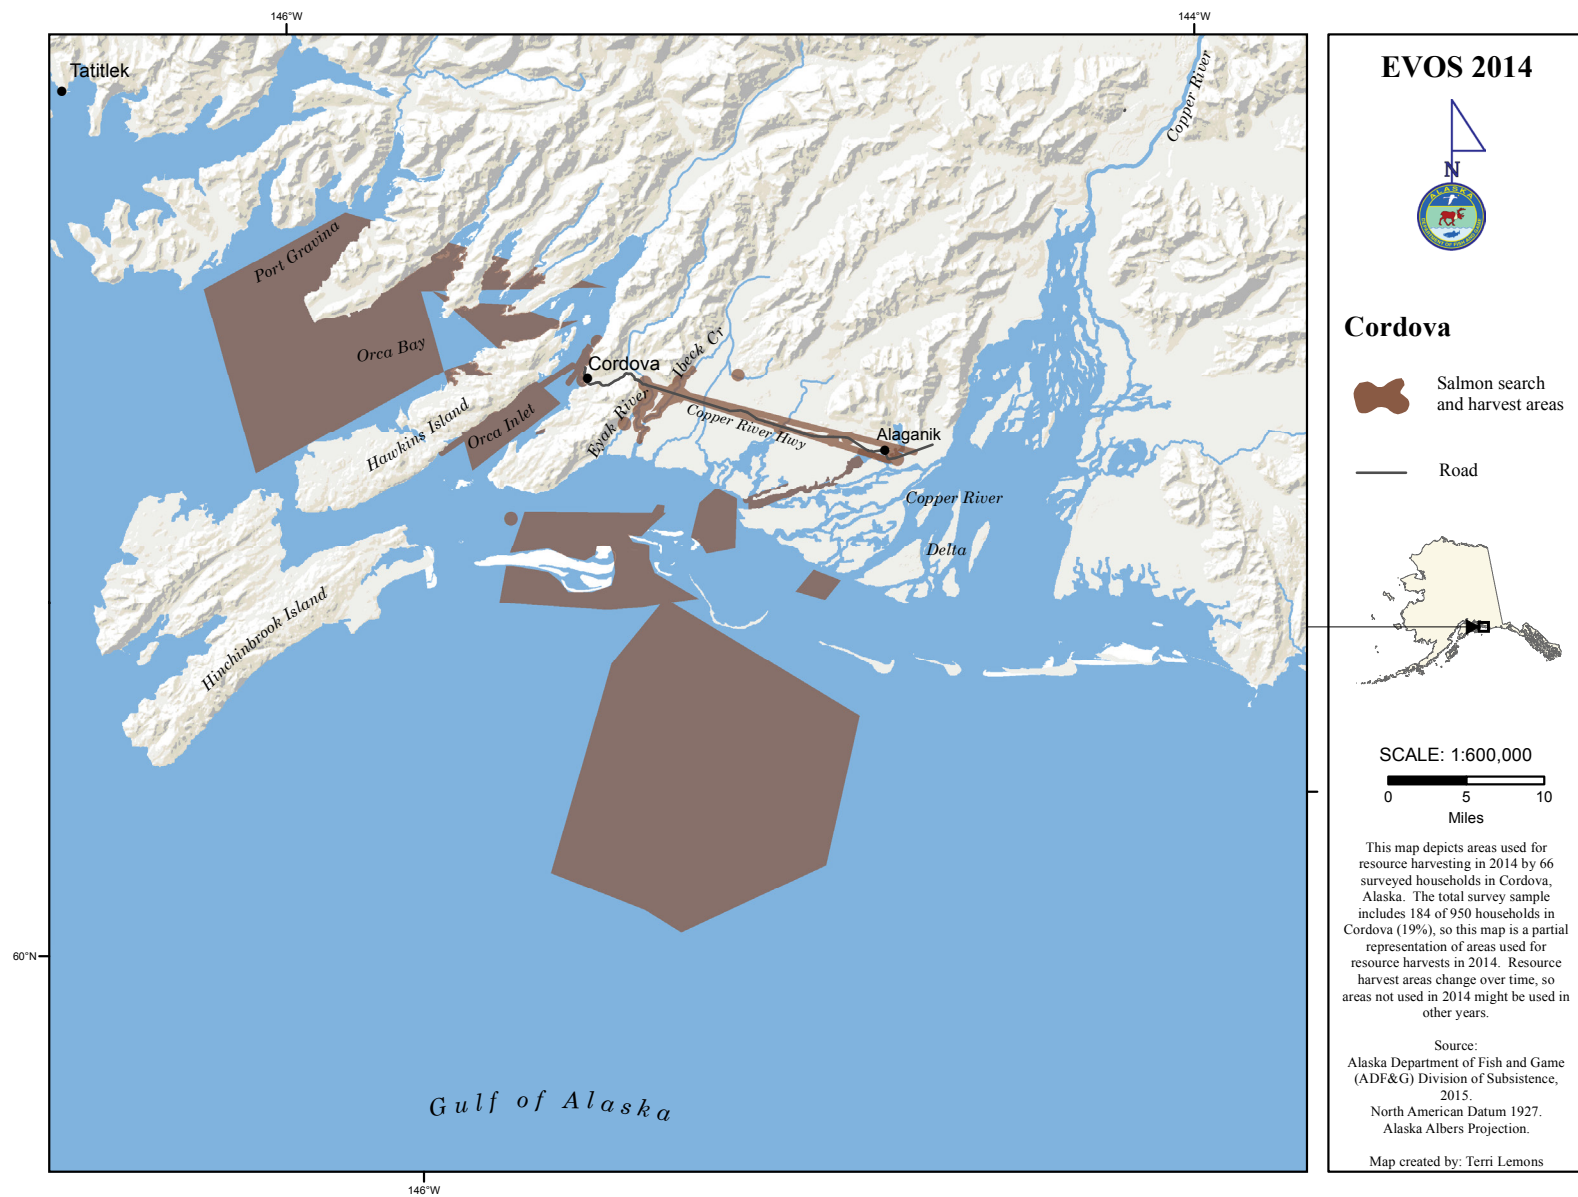 146°W
144°W
Tatitlek
Copper River
Port Gravina
Orca Bay
Cordova
Ibeck Cr
Hawkins Island
Orca Inlet
Eyak River
Copper River Hwy
Alaganik
Copper River
Delta
Hinchinbrook Island
60°N
Gulf of Alaska
146°W
EVOS 2014
N
ALASKA
Cordova
Salmon search
and harvest areas
Road
SCALE: 1:600,000
0 5 10
Miles
This map depicts areas used for
resource harvesting in 2014 by 66
surveyed households in Cordova,
Alaska. The total survey sample
includes 184 of 950 households in
Cordova (19%), so this map is a partial
representation of areas used for
resource harvests in 2014. Resource
harvest areas change over time, so
areas not used in 2014 might be used in
other years.
Source:
Alaska Department of Fish and Game
(ADF&G) Division of Subsistence,
2015.
North American Datum 1927.
Alaska Albers Projection.
Map created by: Terri Lemons